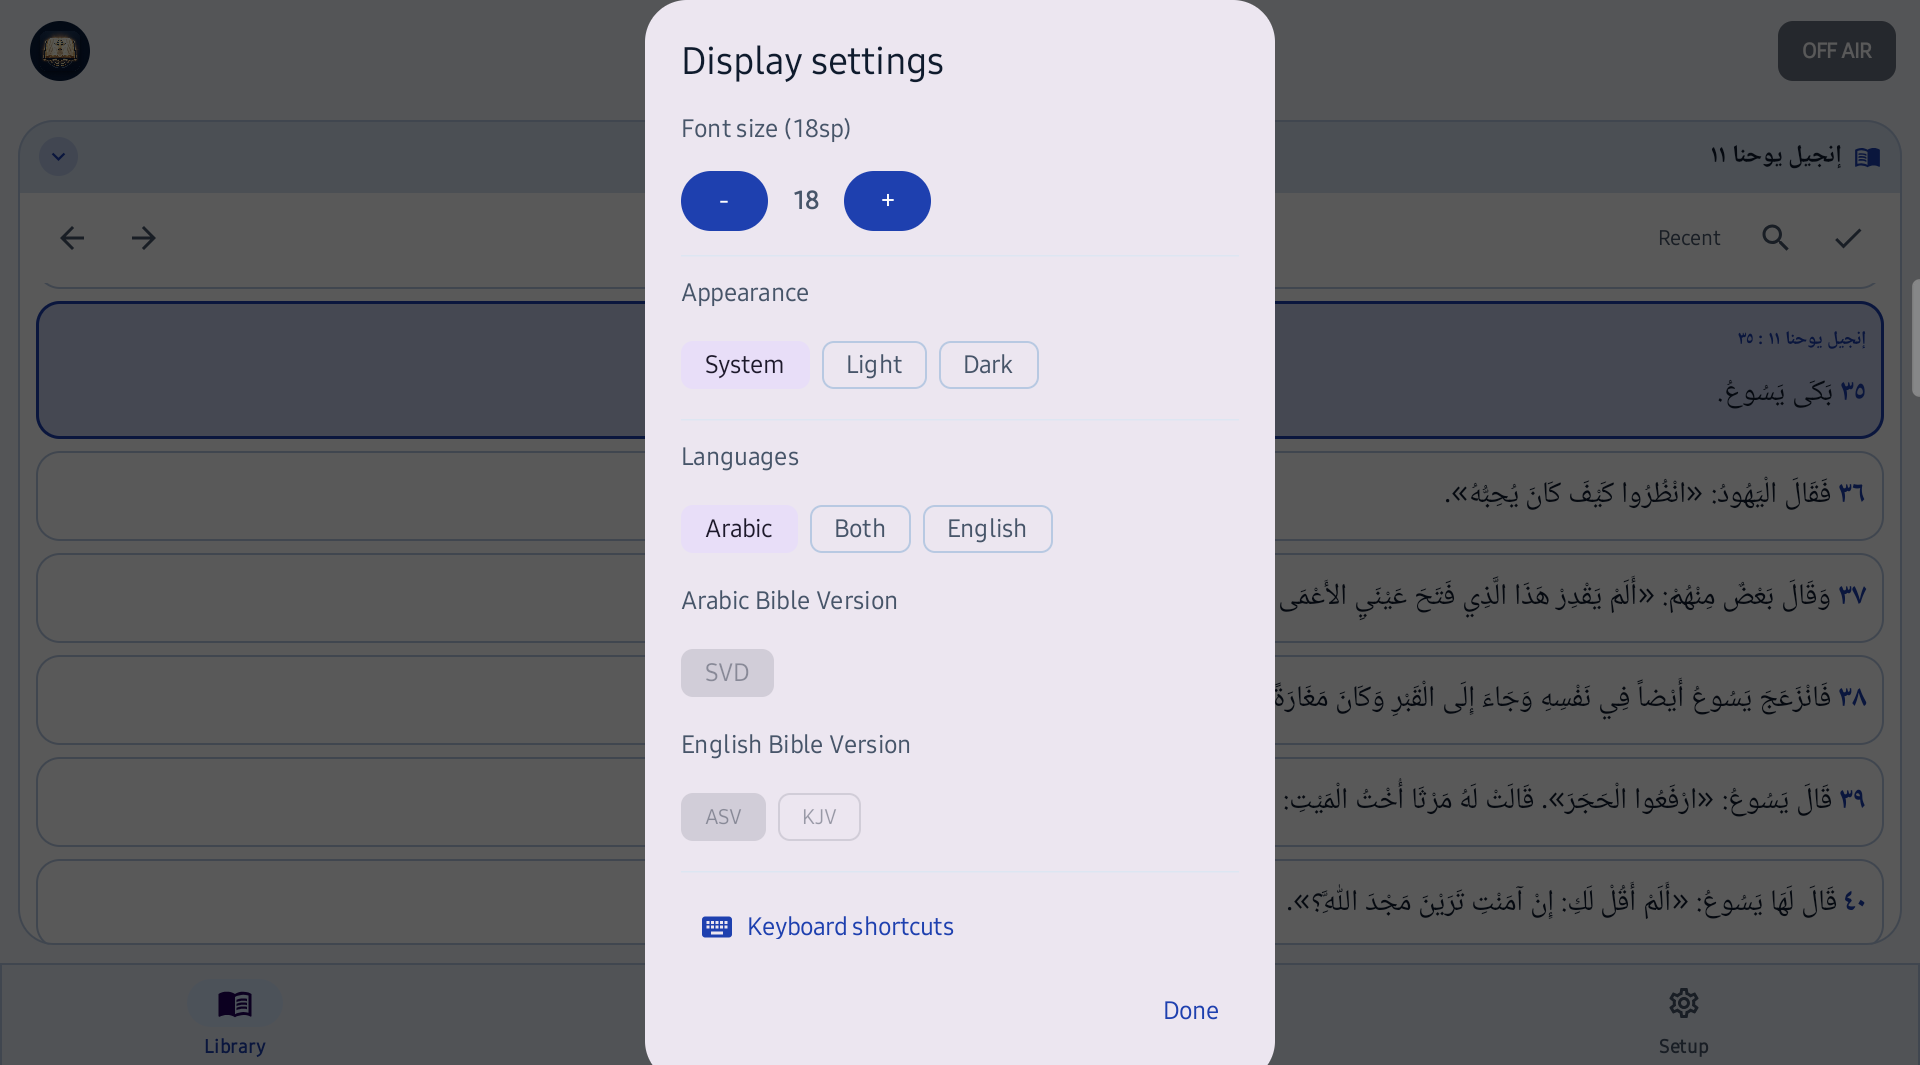 OFF AIR
إنجيل يوحنا ١١
Recent
إنجيل يوحنا ١١ : ٣٥
٣٥ بَكَى يَسُوعُ.
٣٦ فَقَالَ الْيَهُودُ: «انْظُرُوا كَيْفَ كَانَ يُحِبُّهُ».
٣٧ وَقَالَ بَعْضٌ مِنْهُمْ: «أَلَمْ يَقْدِرْ هَذَا الَّذِي فَتَحَ عَيْنَيِ الأَعْمَى
٣٨ فَانْزَعَجَ يَسُوعُ أَيْضاً فِي نَفْسِهِ وَجَاءَ إِلَى الْقَبْرِ وَكَانَ مَغَارَةً
٣٩ قَالَ يَسُوعُ: «ارْفَعُوا الْحَجَرَ». قَالَتْ لَهُ مَرْثَا أُخْتُ الْمَيْتِ:
٤٠ قَالَ لَهَا يَسُوعُ: «أَلَمْ أَقُلْ لَكِ: إِنْ آمَنْتِ تَرَيْنَ مَجْدَ اللَّهِ؟».
Display settings
Font size (18sp)
- 18 +
Appearance
System Light Dark
Languages
Arabic Both English
Arabic Bible Version
SVD
English Bible Version
ASV KJV
Keyboard shortcuts
Done
Library
Setup